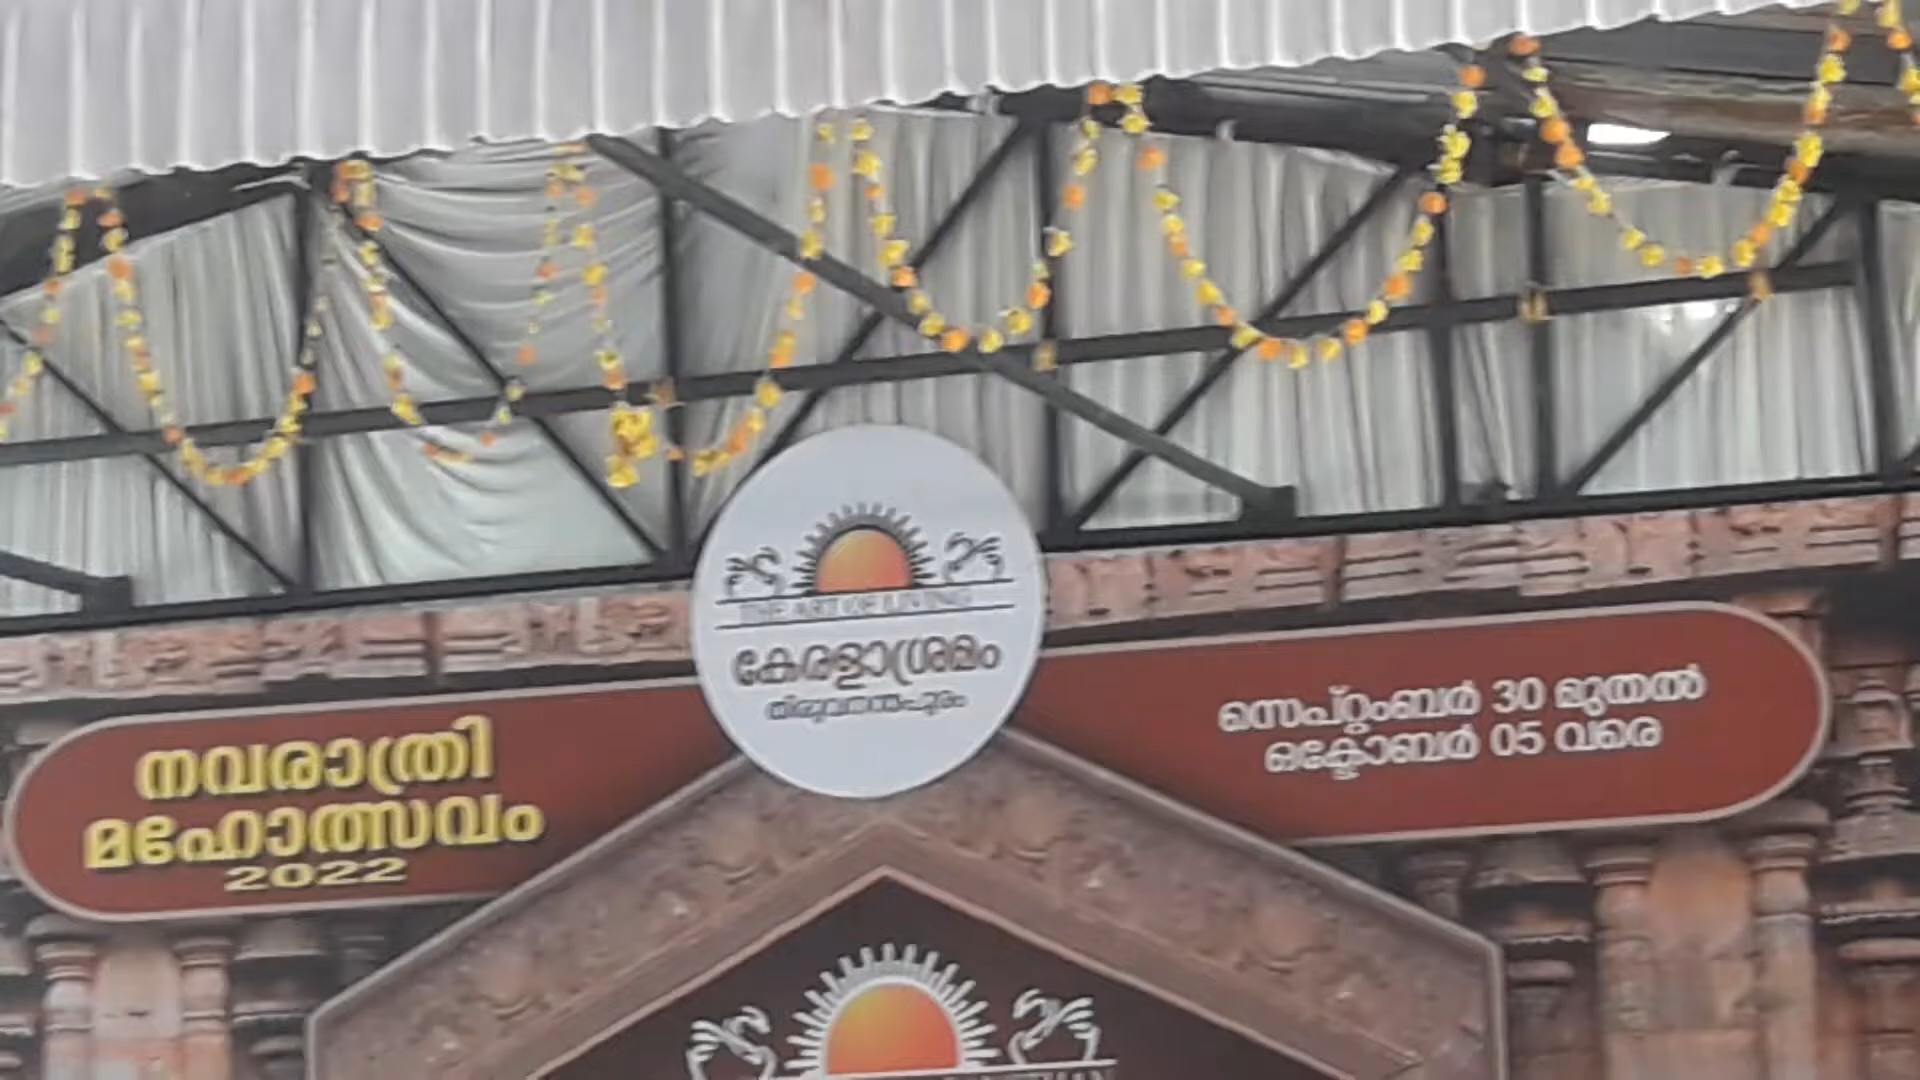 THE ART OF LIVING
കേരളാശ്രമം
തിരുവനന്തപുരം
നവരാത്രി
മഹോത്സവം
2022
സെപ്റ്റംബർ 30 മുതൽ
ഒക്ടോബർ 05 വരെ